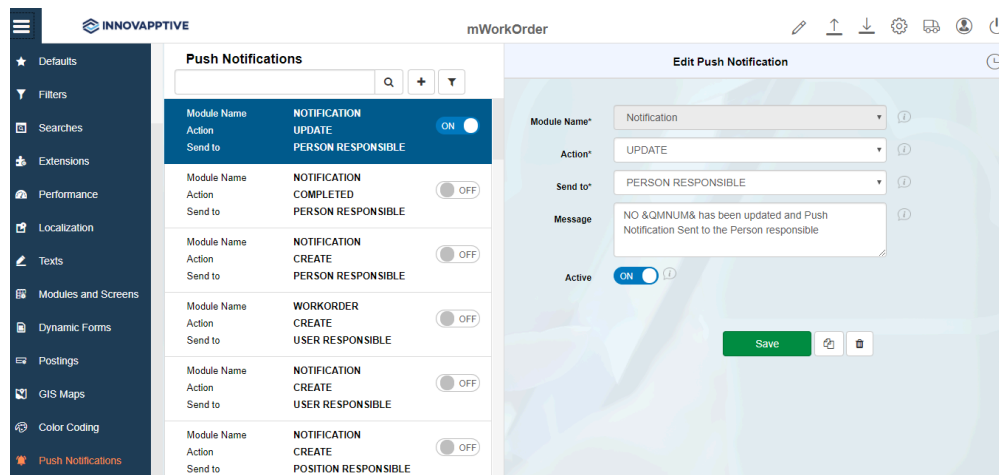 INNOVAPPTIVE
mWorkOrder
Defaults
Filters
Searches
Extensions
Performance
Localization
Texts
Modules and Screens
Dynamic Forms
Postings
GIS Maps
Color Coding
Push Notifications
Push Notifications
Module Name NOTIFICATION
Action UPDATE ON
Send to PERSON RESPONSIBLE
Module Name NOTIFICATION
Action COMPLETED OFF
Send to PERSON RESPONSIBLE
Module Name NOTIFICATION
Action CREATE OFF
Send to PERSON RESPONSIBLE
Module Name WORKORDER
Action CREATE OFF
Send to USER RESPONSIBLE
Module Name NOTIFICATION
Action CREATE OFF
Send to USER RESPONSIBLE
Module Name NOTIFICATION
Action CREATE OFF
Send to POSITION RESPONSIBLE
Edit Push Notification
Module Name* Notification
Action* UPDATE
Send to* PERSON RESPONSIBLE
Message NO &QMNUM& has been updated and Push
Notification Sent to the Person responsible
Active ON
Save